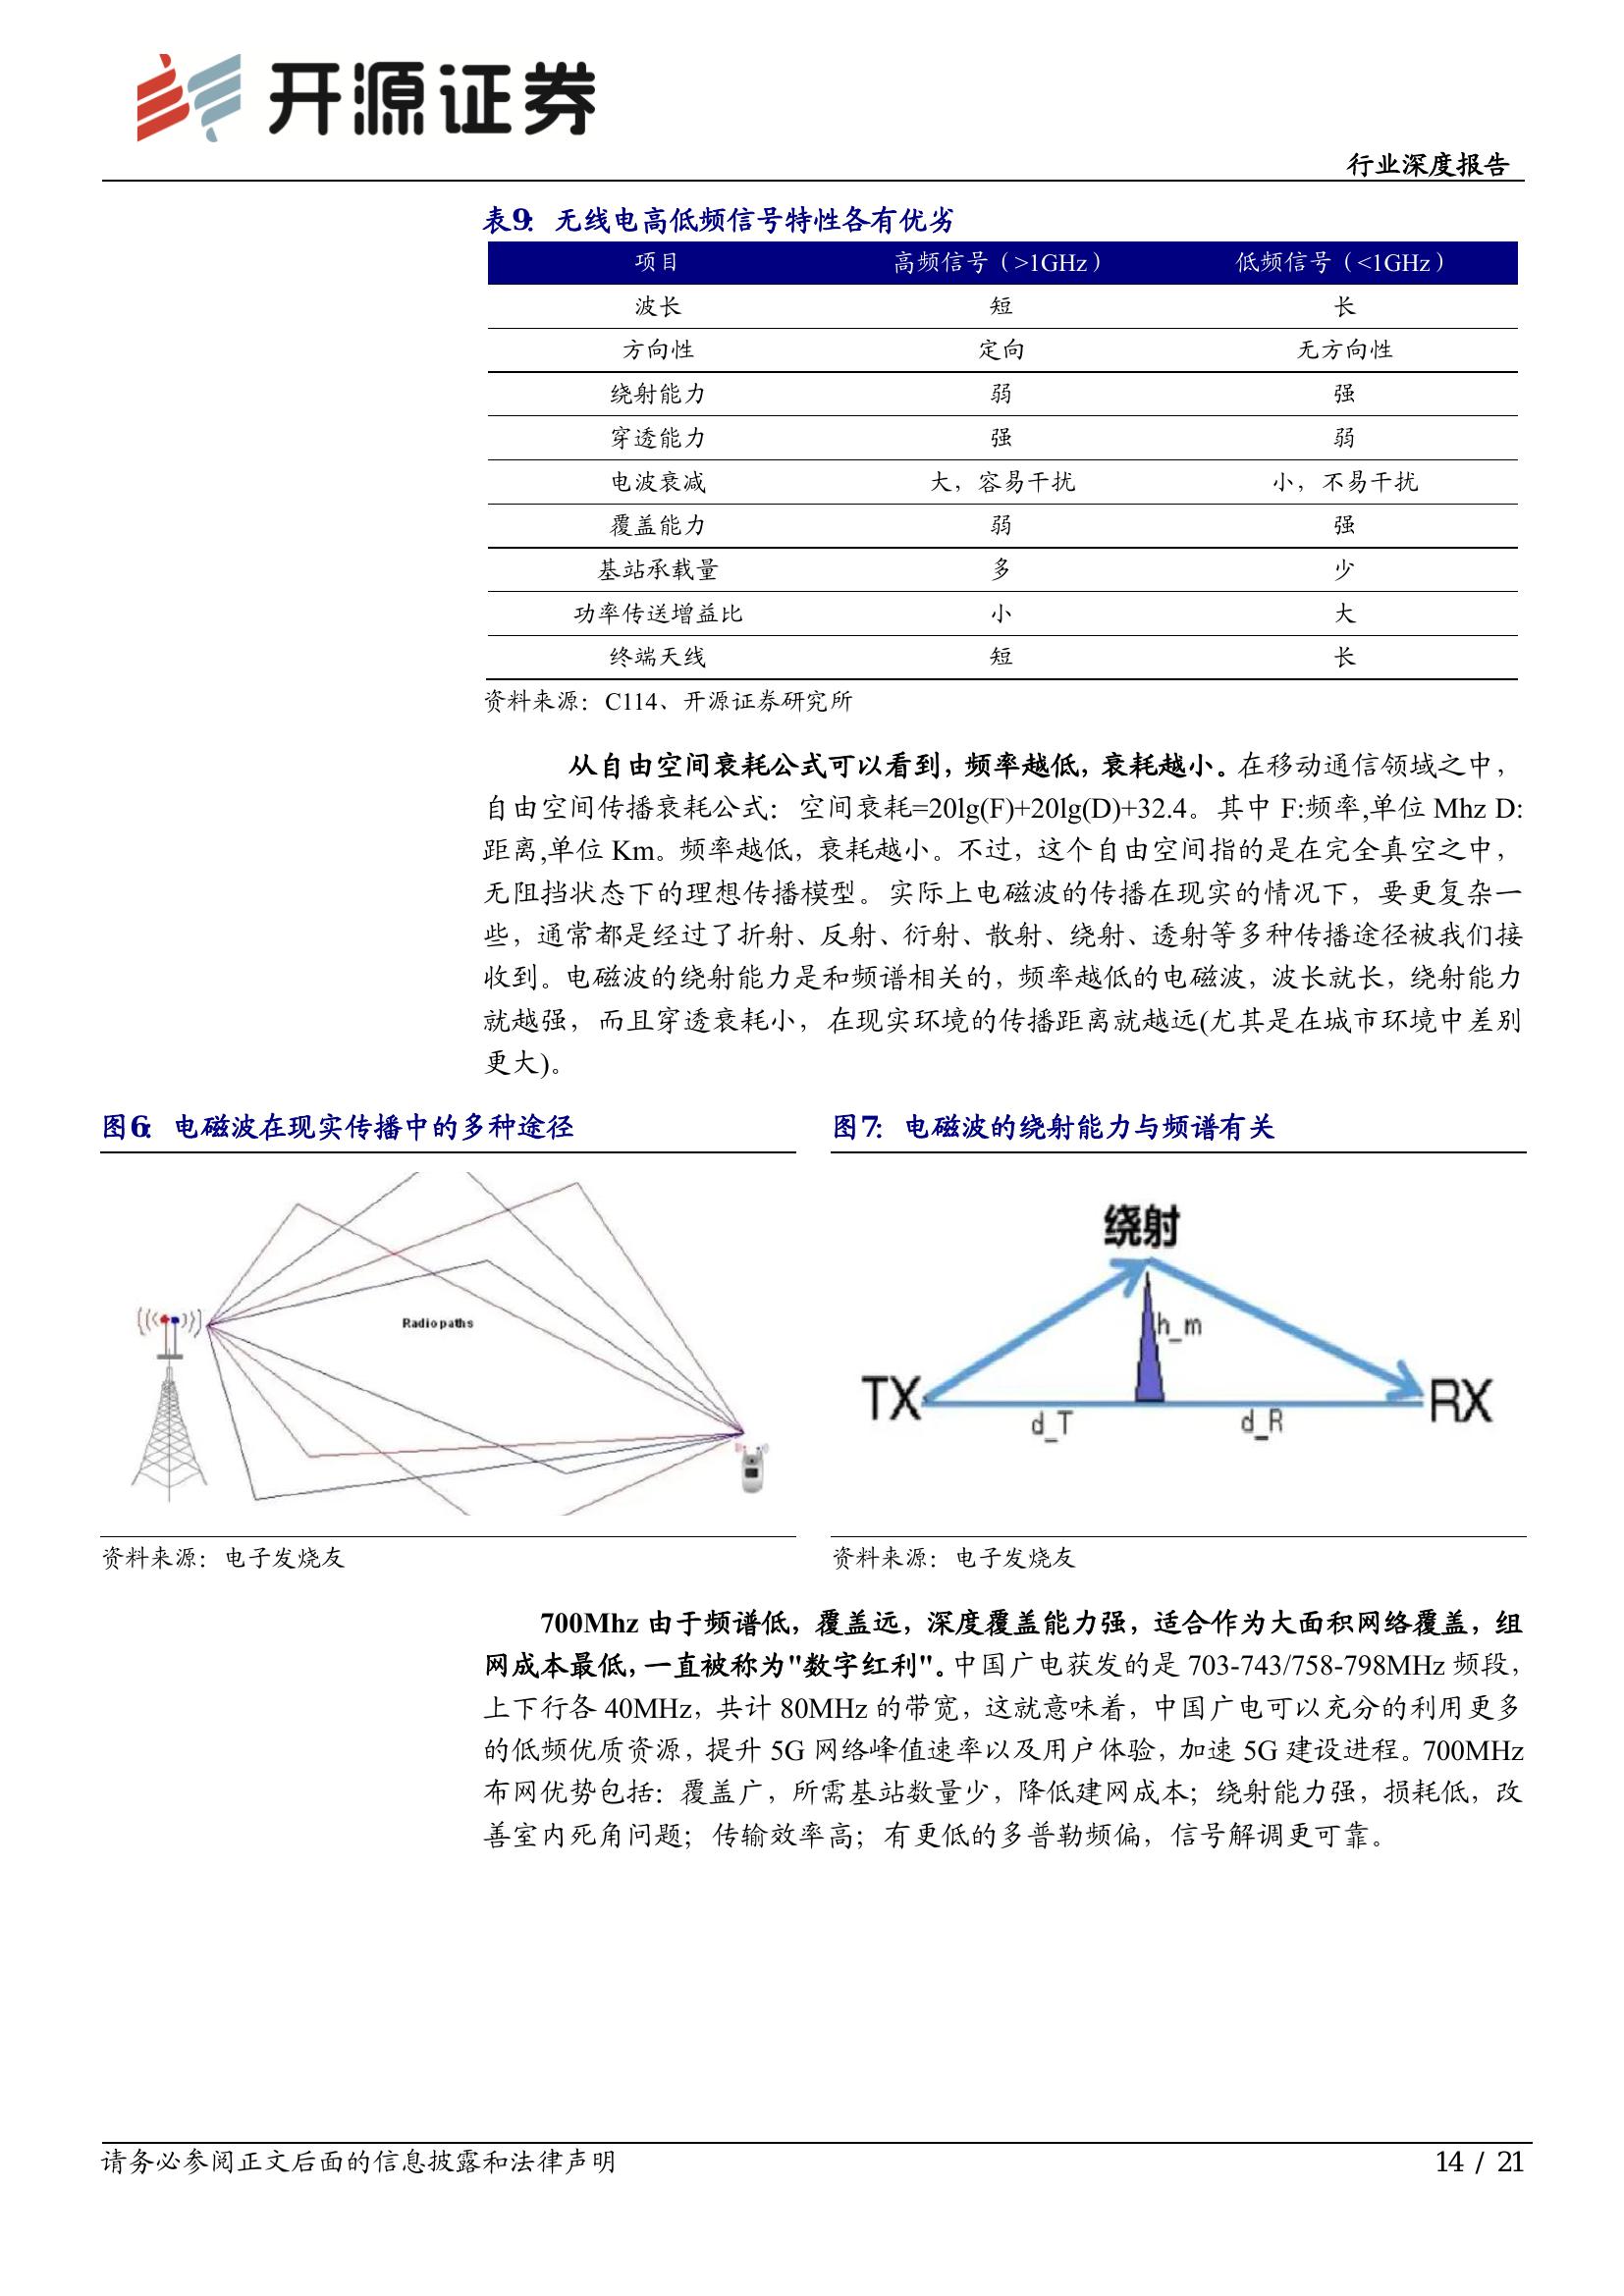 开源证券
行业深度报告
表9：无线电高低频信号特性各有优劣
项目 高频信号（>1GHz） 低频信号（<1GHz）
波长 短 长
方向性 定向 无方向性
绕射能力 弱 强
穿透能力 强 弱
电波衰减 大，容易干扰 小，不易干扰
覆盖能力 弱 强
基站承载量 多 少
功率传送增益比 小 大
终端天线 短 长
资料来源：C114、开源证券研究所
从自由空间衰耗公式可以看到，频率越低，衰耗越小。在移动通信领域之中，
自由空间传播衰耗公式：空间衰耗=20lg(F)+20lg(D)+32.4。其中 F:频率,单位 Mhz D:
距离,单位 Km。频率越低，衰耗越小。不过，这个自由空间指的是在完全真空之中，
无阻挡状态下的理想传播模型。实际上电磁波的传播在现实的情况下，要更复杂一
些，通常都是经过了折射、反射、衍射、散射、绕射、透射等多种传播途径被我们接
收到。电磁波的绕射能力是和频谱相关的，频率越低的电磁波，波长就长，绕射能力
就越强，而且穿透衰耗小，在现实环境的传播距离就越远(尤其是在城市环境中差别
更大)。
图6：电磁波在现实传播中的多种途径
Radio paths
资料来源：电子发烧友
图7：电磁波的绕射能力与频谱有关
绕射
h_m
TX
RX
d_T
d_R
资料来源：电子发烧友
700Mhz 由于频谱低，覆盖远，深度覆盖能力强，适合作为大面积网络覆盖，组
网成本最低，一直被称为"数字红利"。中国广电获发的是 703-743/758-798MHz 频段，
上下行各 40MHz，共计 80MHz 的带宽，这就意味着，中国广电可以充分的利用更多
的低频优质资源，提升 5G 网络峰值速率以及用户体验，加速 5G 建设进程。700MHz
布网优势包括：覆盖广，所需基站数量少，降低建网成本；绕射能力强，损耗低，改
善室内死角问题；传输效率高；有更低的多普勒频偏，信号解调更可靠。
请务必参阅正文后面的信息披露和法律声明
14 / 21